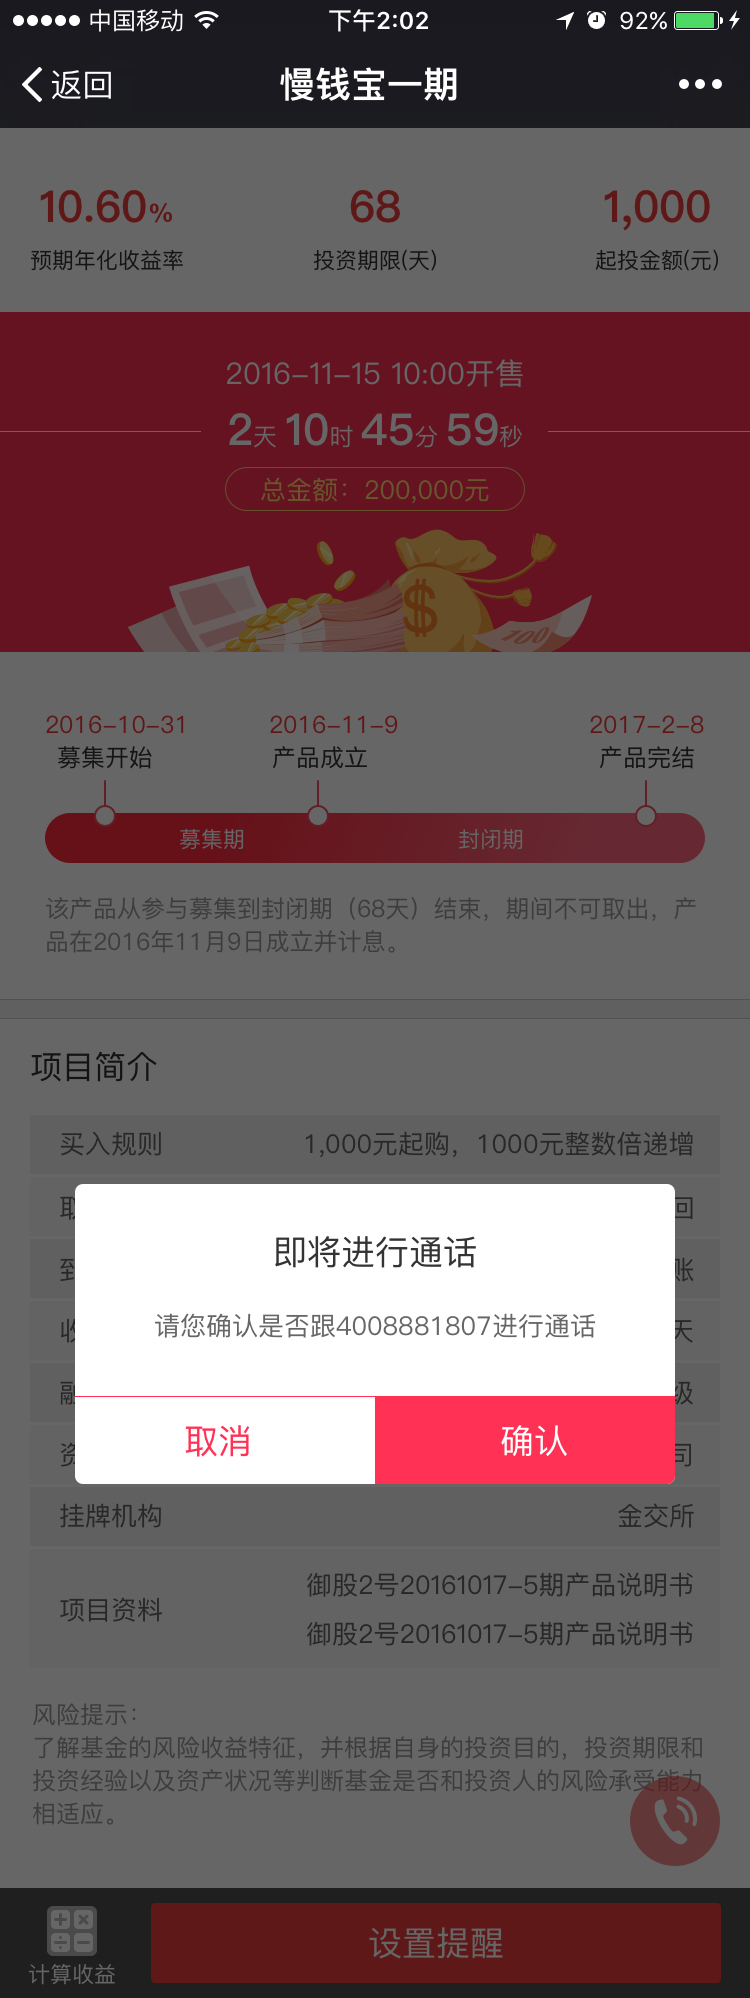 中国移动 下午2:02 92%
返回 慢钱宝一期
10.60% 68 1,000
预期年化收益率 投资期限(天) 起投金额(元)
2016-11-15 10:00开售
2天 10时 45分 59秒
总金额：200,000元
$
100
2016-10-31 2016-11-9 2017-2-8
募集开始 产品成立 产品完结
募集期 封闭期
该产品从参与募集到封闭期（68天）结束，期间不可取出，产
品在2016年11月9日成立并计息。
项目简介
买入规则 1,000元起购，1000元整数倍递增
回
账
天
级
司
即将进行通话
请您确认是否跟4008881807进行通话
取消 确认
挂牌机构 金交所
项目资料
御股2号20161017-5期产品说明书
御股2号20161017-5期产品说明书
风险提示：
了解基金的风险收益特征，并根据自身的投资目的，投资期限和
投资经验以及资产状况等判断基金是否和投资人的风险承受能力
相适应。
计算收益 设置提醒